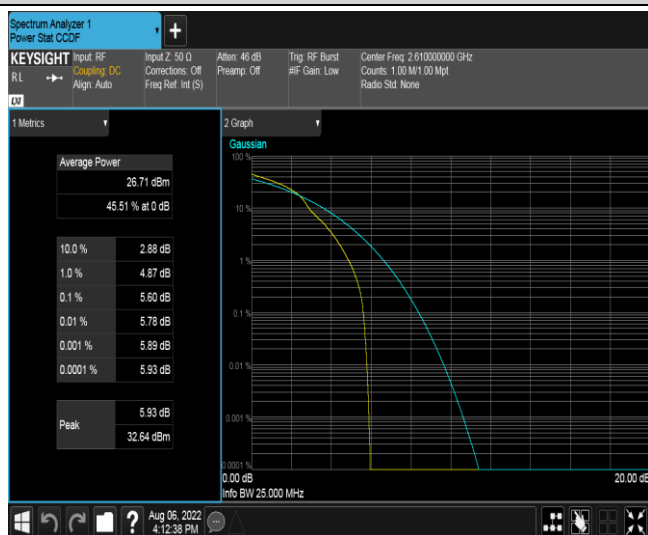 Spectrum Analyzer 1
Power Stat CCDF
+
KEYSIGHT
RL
LXI
Input: RF
Coupling: DC
Align: Auto
Input Z: 50 Ω
Corrections: Off
Freq Ref: Int (S)
Atten: 46 dB
Preamp: Off
Trig: RF Burst
#IF Gain: Low
Center Freq: 2.610000000 GHz
Counts: 1.00 M/1.00 Mpt
Radio Std: None
1 Metrics
Average Power
26.71 dBm
45.51 % at 0 dB
10.0 % 2.88 dB
1.0 % 4.87 dB
0.1 % 5.60 dB
0.01 % 5.78 dB
0.001 % 5.89 dB
0.0001 % 5.93 dB
Peak
5.93 dB
32.64 dBm
2 Graph
Gaussian
100 %
10 %
1 %
0.1 %
0.01 %
0.001 %
0.0001 %
0.00 dB 20.00 dB
Info BW 25.000 MHz
?
Aug 06, 2022
4:12:38 PM